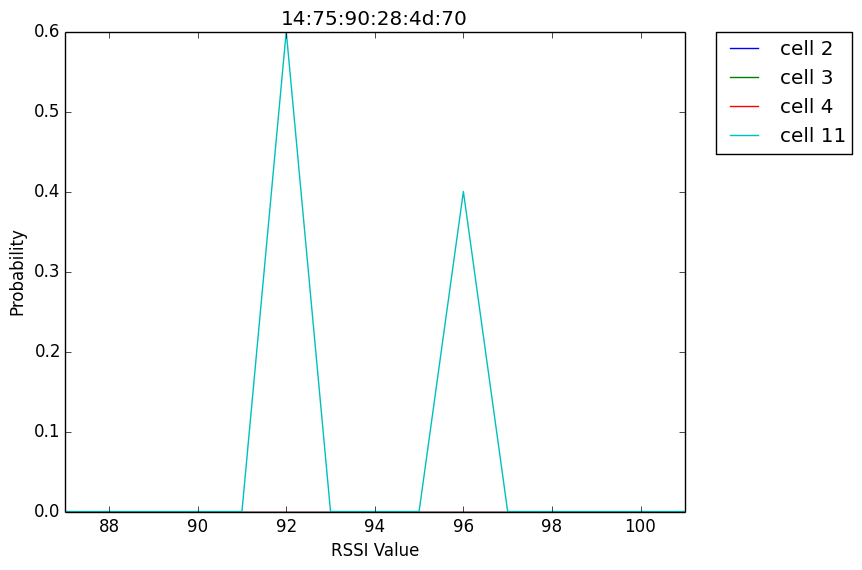 14:75:90:28:4d:70
0.6
0.5
0.4
0.3
0.2
0.1
0.0
Probability
88 90 92 94 96 98 100
RSSI Value
cell 2
cell 3
cell 4
cell 11